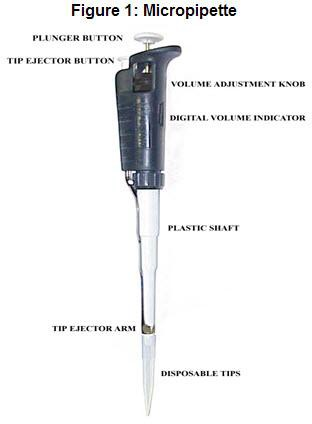 Figure 1: Micropipette
PLUNGER BUTTON
TIP EJECTOR BUTTON
VOLUME ADJUSTMENT KNOB
DIGITAL VOLUME INDICATOR
PLASTIC SHAFT
TIP EJECTOR ARM
DISPOSABLE TIPS